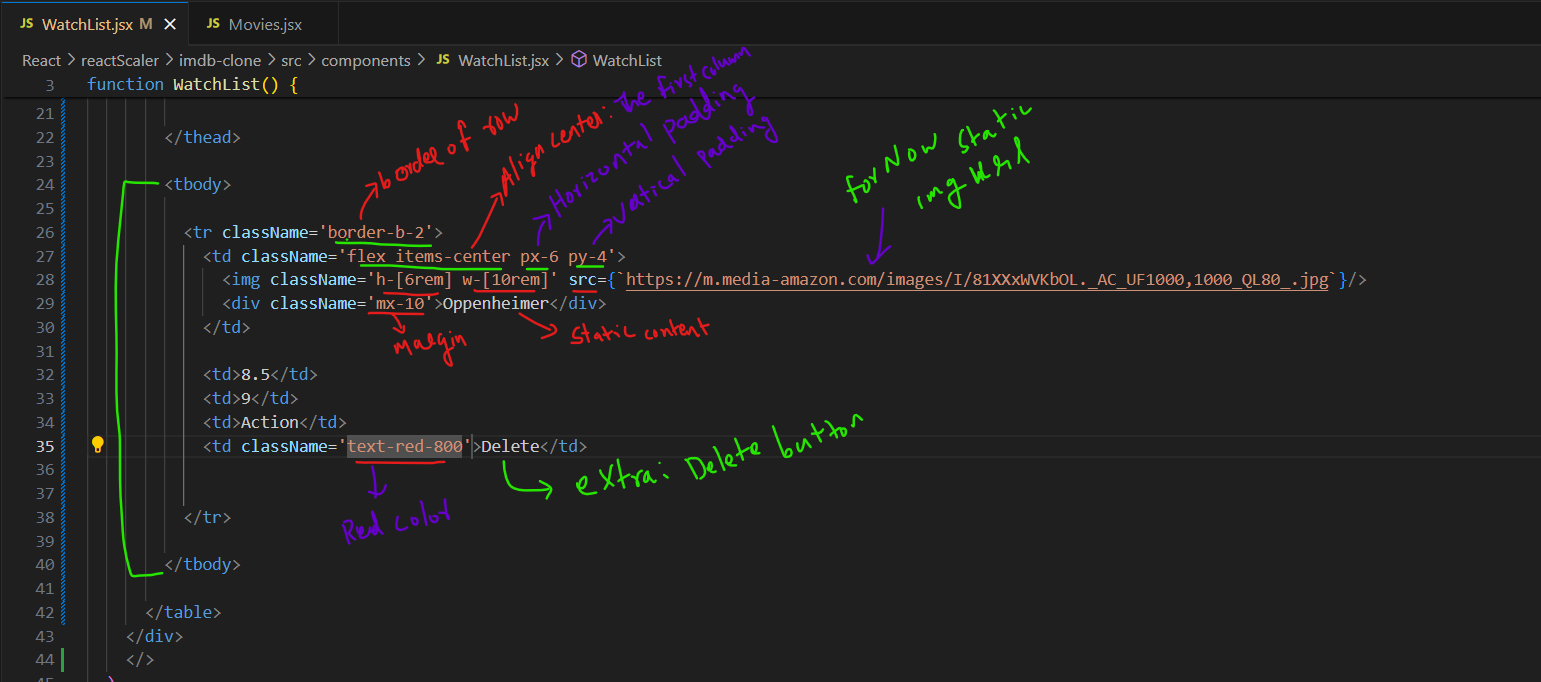 JS WatchList.jsx M ✕ JS Movies.jsx
React > reactScaler > imdb-clone > src > components > JS WatchList.jsx > WatchList
3 function WatchList() {
21
22 </thead>
23
24 <tbody>
25
26 <tr className='border-b-2'>
27 <td className='flex items-center px-6 py-4'>
28 <img className='h-[6rem] w-[10rem]' src={`https://m.media-amazon.com/images/I/81XXxWVKbOL._AC_UF1000,1000_QL80_.jpg`}/>
29 <div className='mx-10'>Oppenheimer</div>
30 </td>
31
32 <td>8.5</td>
33 <td>9</td>
34 <td>Action</td>
35 <td className='text-red-800'>Delete</td>
36
37
38 </tr>
39
40 </tbody>
41
42 </table>
43 </div>
44 </>
45 )
border of row
Align center: the first column
Horizontal padding
Vertical padding
for Now static
img url
margin
static content
extra: Delete button
Red color